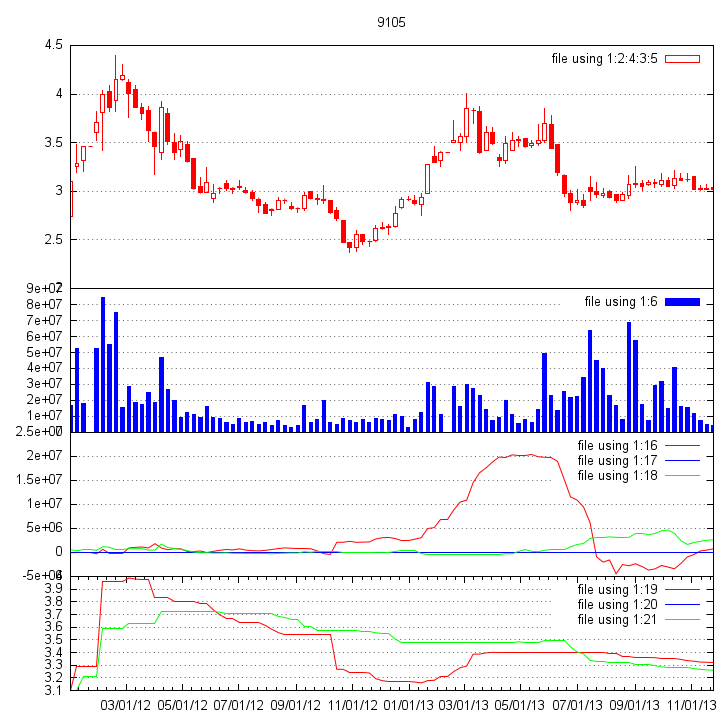 9105
4.5
file using 1:2:4:3:5
4
3.5
3
2.5
2
9e+07
file using 1:6
8e+07
7e+07
6e+07
5e+07
4e+07
3e+07
2e+07
1e+07
0
2.5e+07
file using 1:16
2e+07
file using 1:17
file using 1:18
1.5e+07
1e+07
5e+06
0
-5e+06
4
3.9
file using 1:19
3.8
file using 1:20
3.7
file using 1:21
3.6
3.5
3.4
3.3
3.2
3.1
03/01/12 05/01/12 07/01/12 09/01/12 11/01/12 01/01/13 03/01/13 05/01/13 07/01/13 09/01/13 11/01/13